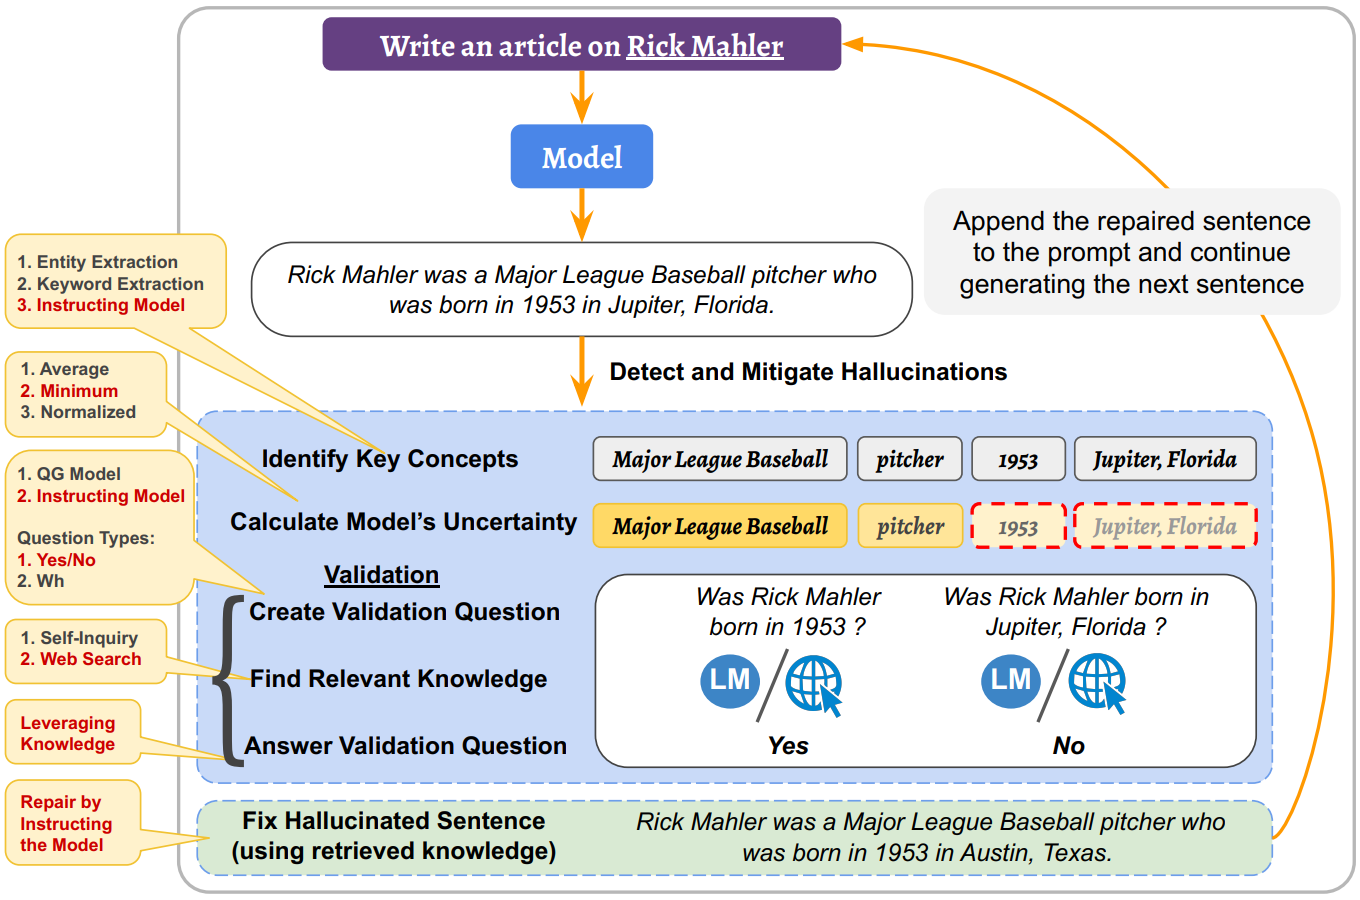 Write an article on Rick Mahler
Model
Rick Mahler was a Major League Baseball pitcher who
was born in 1953 in Jupiter, Florida.
Append the repaired sentence
to the prompt and continue
generating the next sentence
Detect and Mitigate Hallucinations
1. Entity Extraction
2. Keyword Extraction
3. Instructing Model
1. Average
2. Minimum
3. Normalized
1. QG Model
2. Instructing Model
Question Types:
1. Yes/No
2. Wh
1. Self-Inquiry
2. Web Search
Leveraging
Knowledge
Repair by
Instructing
the Model
Identify Key Concepts
Major League Baseball
pitcher
1953
Jupiter, Florida
Calculate Model's Uncertainty
Major League Baseball
pitcher
1953
Jupiter, Florida
Validation
Create Validation Question
Find Relevant Knowledge
Answer Validation Question
Was Rick Mahler
born in 1953 ?
LM
Yes
Was Rick Mahler born in
Jupiter, Florida ?
LM
No
Fix Hallucinated Sentence
(using retrieved knowledge)
Rick Mahler was a Major League Baseball pitcher who
was born in 1953 in Austin, Texas.